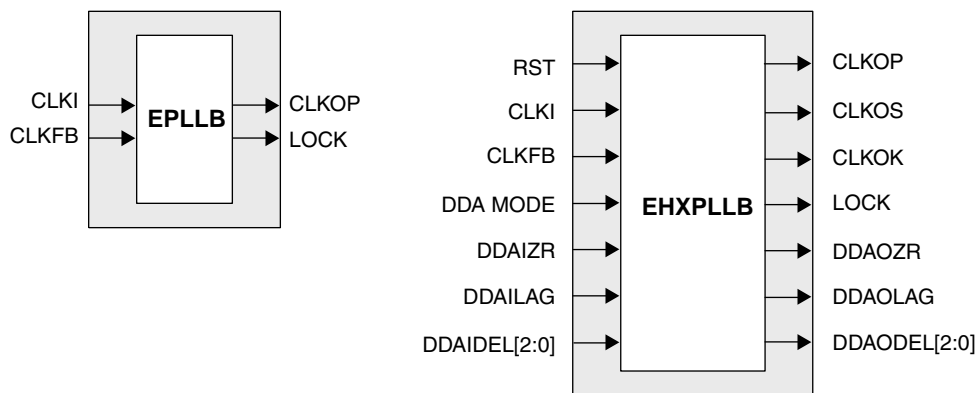 CLKI
CLKFB
EPLLB
CLKOP
LOCK
RST
CLKI
CLKFB
DDA MODE
DDAIZR
DDAILAG
DDAIDEL[2:0]
EHXPLLB
CLKOP
CLKOS
CLKOK
LOCK
DDAOZR
DDAOLAG
DDAODEL[2:0]